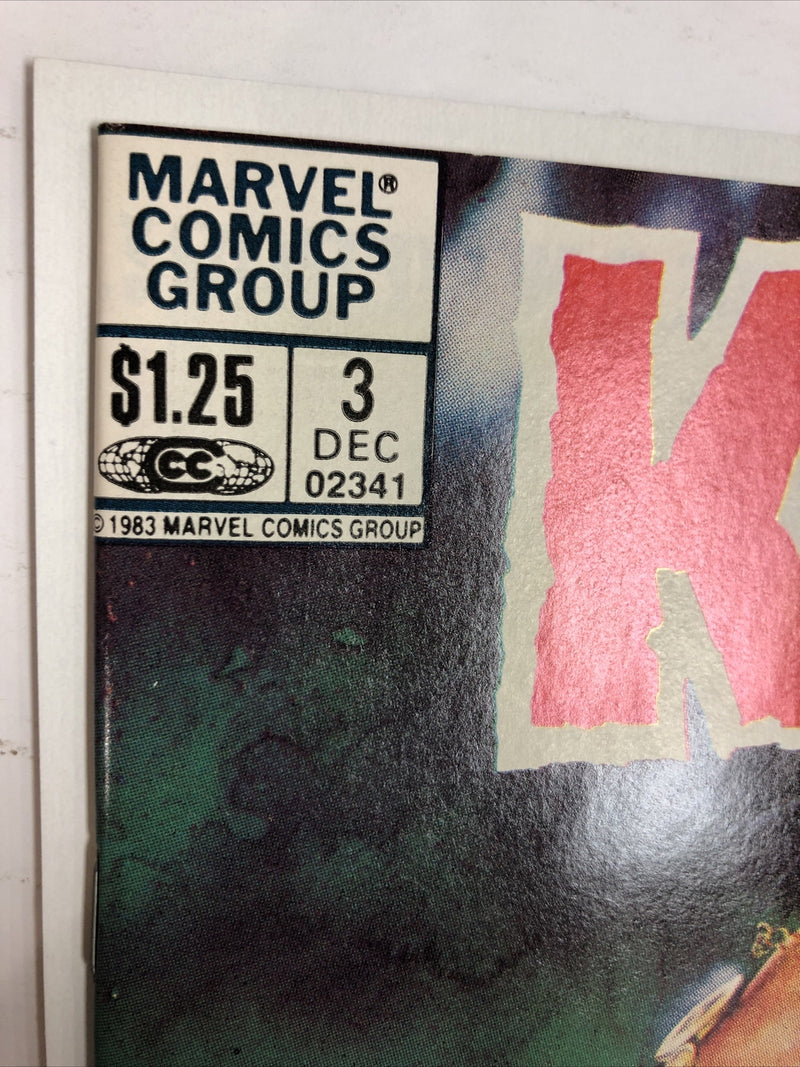 MARVEL®
COMICS
GROUP
$1.25
CC
3
DEC
02341
© 1983 MARVEL COMICS GROUP
K